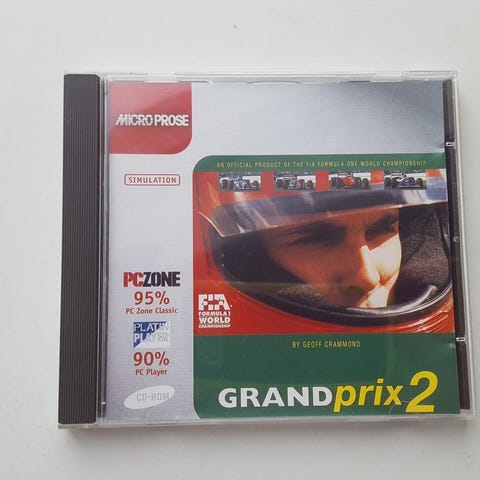 MICROPROSE
SIMULATION
AN OFFICIAL PRODUCT OF THE FIA FORMULA ONE WORLD CHAMPIONSHIP
PCZONE
95%
PC Zone Classic
PLATINUM
PLAYER
90%
PC Player
CD-ROM
FIA
FORMULA 1
WORLD
CHAMPIONSHIP
BY GEOFF CRAMMOND
GRANDprix2